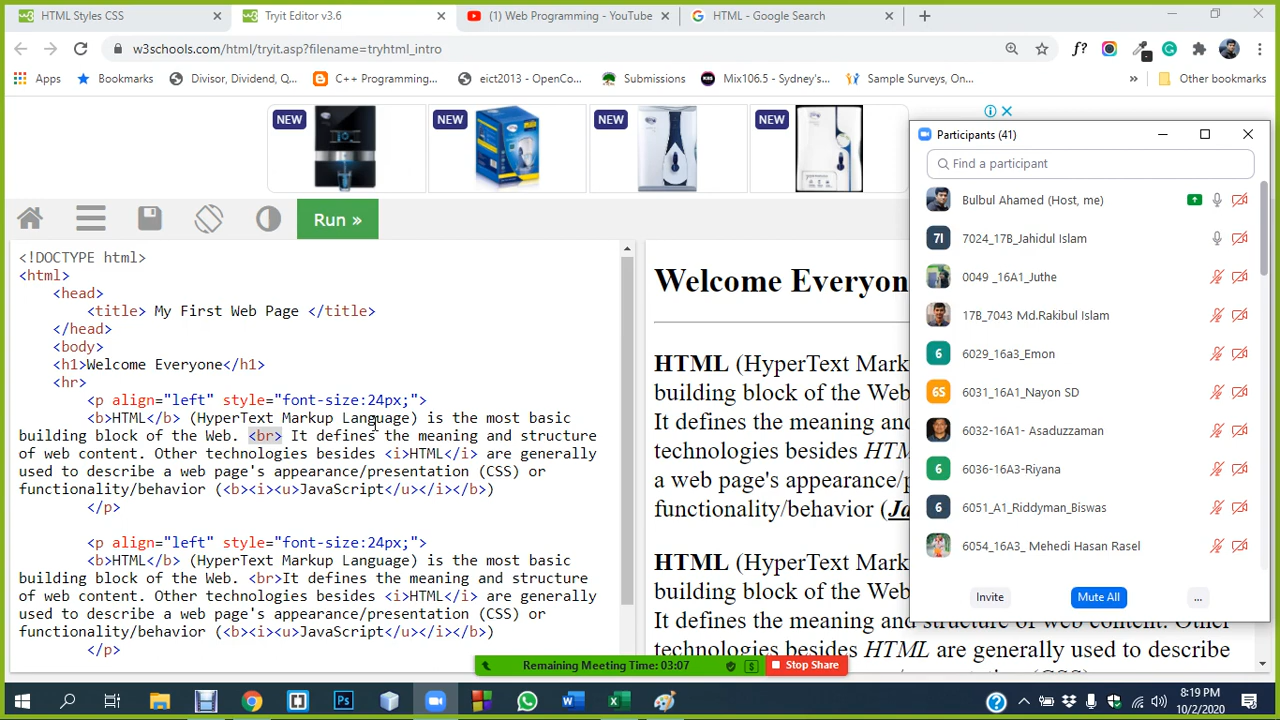 HTML Styles CSS
Tryit Editor v3.6
(1) Web Programming - YouTube
HTML - Google Search
w3schools.com/html/tryit.asp?filename=tryhtml_intro
f?
Apps
Bookmarks
Divisor, Dividend, Q...
C++ Programming...
eict2013 - OpenCo...
Submissions
Mix106.5 - Sydney's...
Sample Surveys, On...
»
Other bookmarks
NEW
NEW
NEW
NEW
Run »
<!DOCTYPE html>
<html>
<head>
<title> My First Web Page </title>
</head>
<body>
<h1>Welcome Everyone</h1>
<hr>
<p align="left" style="font-size:24px;">
<b>HTML</b> (HyperText Markup Language) is the most basic
building block of the Web. <br> It defines the meaning and structure
of web content. Other technologies besides <i>HTML</i> are generally
used to describe a web page's appearance/presentation (CSS) or
functionality/behavior (<b><i><u>JavaScript</u></i></b>)
</p>
<p align="left" style="font-size:24px;">
<b>HTML</b> (HyperText Markup Language) is the most basic
building block of the Web. <br>It defines the meaning and structure
of web content. Other technologies besides <i>HTML</i> are generally
used to describe a web page's appearance/presentation (CSS) or
functionality/behavior (<b><i><u>JavaScript</u></i></b>)
</p>
Welcome Everyon
HTML (HyperText Mark
building block of the Web
It defines the meaning and
technologies besides HTM
a web page's appearance/p
functionality/behavior (Ja
HTML (HyperText Mark
building block of the Web
It defines the meaning and structure of web content. Other
technologies besides HTML are generally used to describe
Participants (41)
Find a participant
Bulbul Ahamed (Host, me)
7I 7024_17B_Jahidul Islam
0049 _16A1_Juthe
17B_7043 Md.Rakibul Islam
6 6029_16a3_Emon
6S 6031_16A1_Nayon SD
6032-16A1- Asaduzzaman
6 6036-16A3-Riyana
6 6051_A1_Riddyman_Biswas
6054_16A3_ Mehedi Hasan Rasel
Invite
Mute All
...
Remaining Meeting Time: 03:07
Stop Share
Ps
8:19 PM
10/2/2020